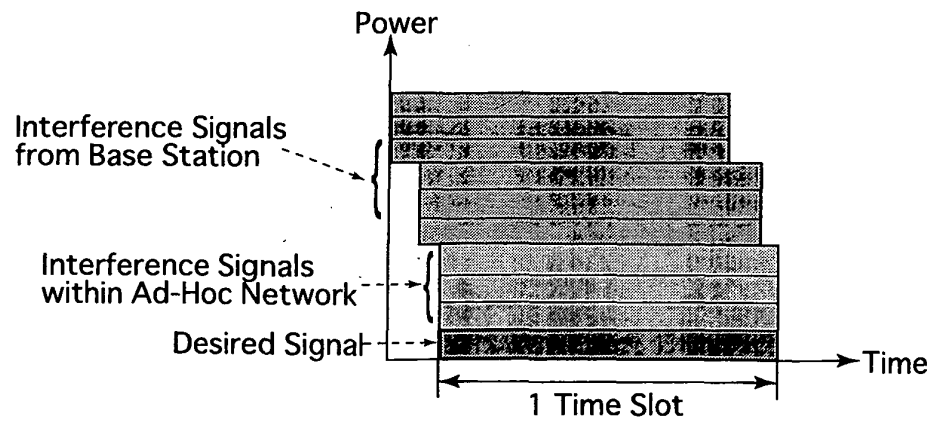 Power
Interference Signals
from Base Station
Interference Signals
within Ad-Hoc Network
Desired Signal
Time
1 Time Slot